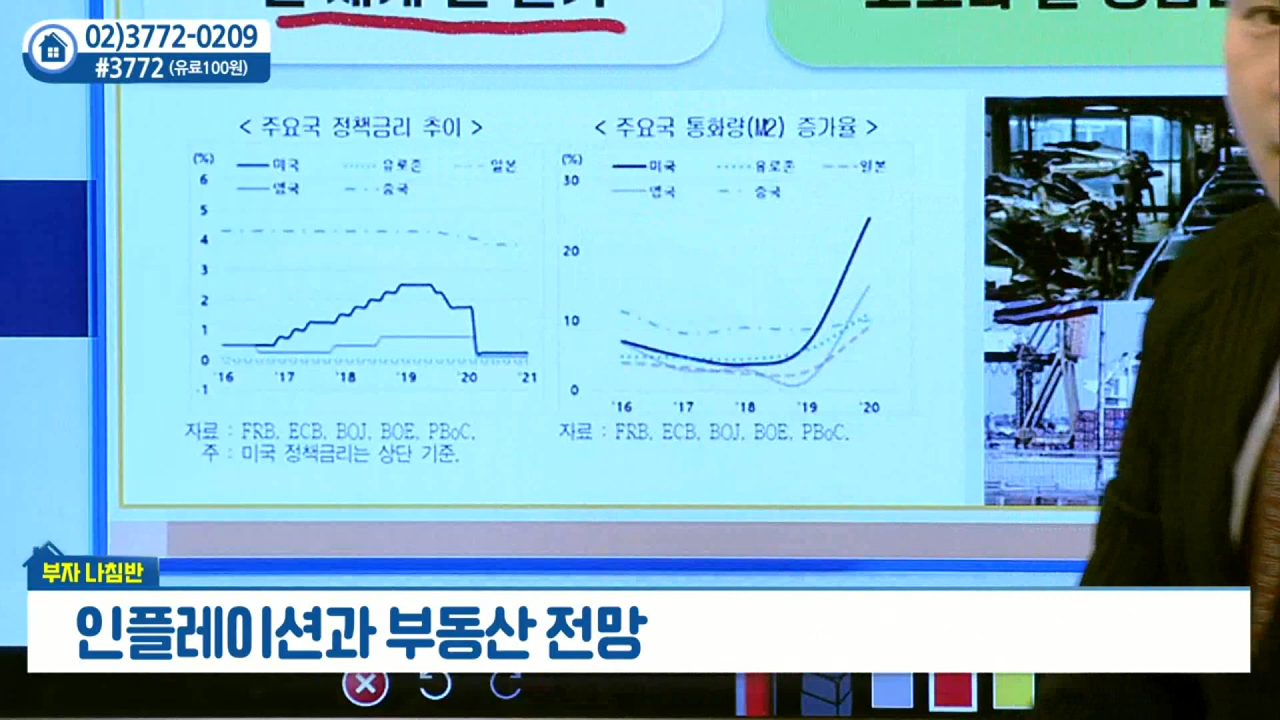 02)3772-0209
#3772 (유료100원)
< 주요국 정책금리 추이 >
(%)
미국 유로존 일본
영국 중국
6
5
4
3
2
1
0
-1
'16 '17 '18 '19 '20 '21
자료 : FRB, ECB, BOJ, BOE, PBoC.
주 : 미국 정책금리는 상단 기준.
< 주요국 통화량(M2) 증가율 >
(%)
미국 유로존 일본
영국 중국
30
20
10
0
'16 '17 '18 '19 '20
자료 : FRB, ECB, BOJ, BOE, PBoC.
부자 나침반
인플레이션과 부동산 전망